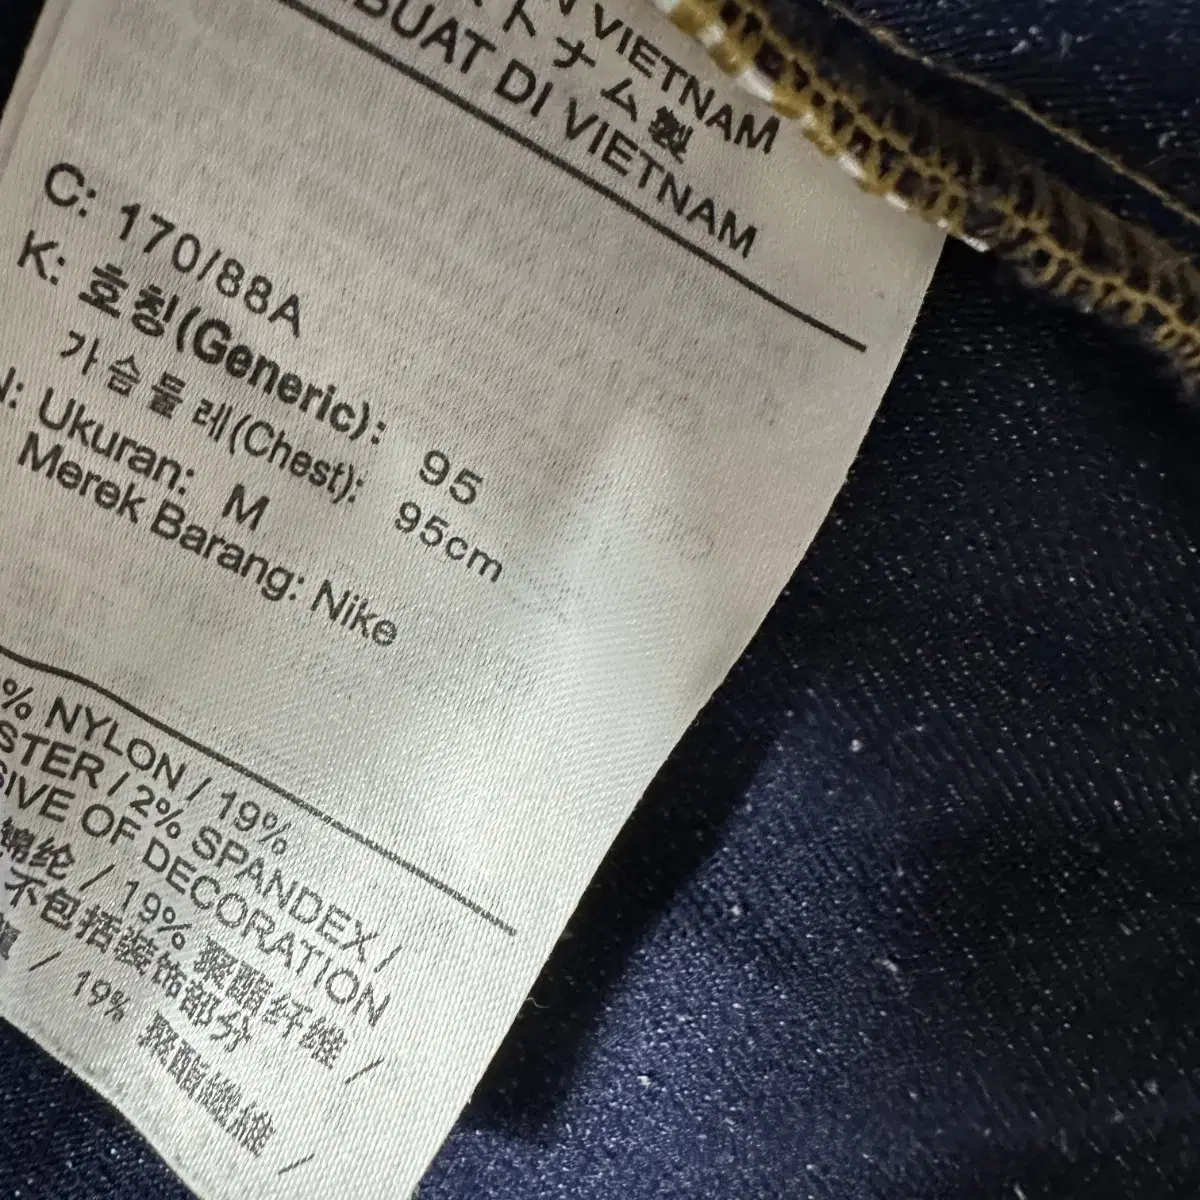 VIETNAM
トナム製
BUAT DI VIETNAM
C: 170/88A
K: 호칭(Generic): 95
가슴둘레(Chest): 95cm
N: Ukuran: M
Merek Barang: Nike
% NYLON / 19%
STER / 2% SPANDEX /
SIVE OF DECORATION
锦纶 / 19% 聚酯纤维 /
不包括装饰部分
/ 19% 聚酯纖維 /